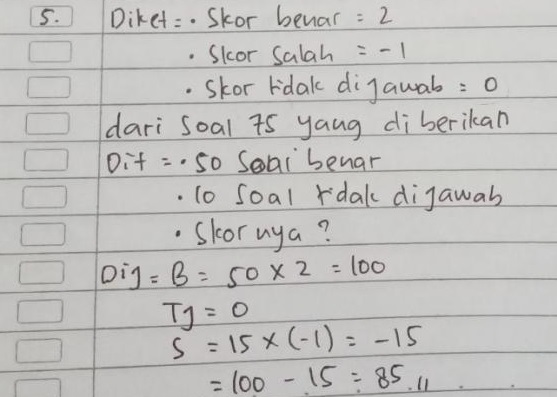 5. Diket = • Skor benar = 2
• Skor Salah = -1
• Skor tidak dijawab = 0
dari Soal 75 yang diberikan
Dit = • 50 Soal benar
• 10 Soal tidak dijawab
• Skornya ?
Dij = B = 50 x 2 = 100
Tj = 0
S = 15 x (-1) = -15
= 100 - 15 = 85 //